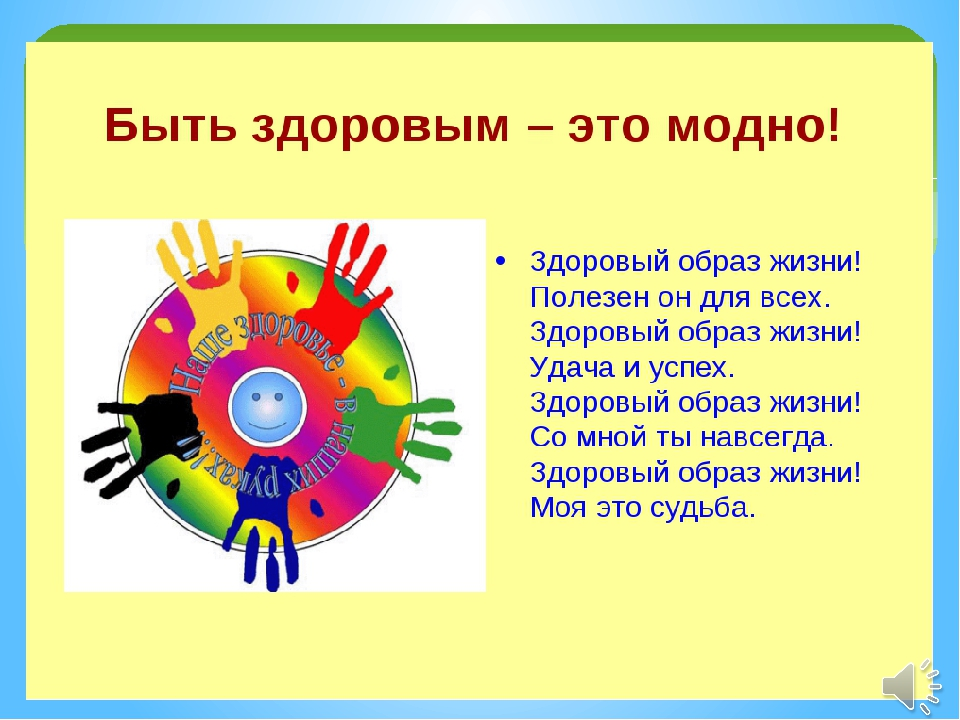 Быть здоровым – это модно!
Наше здоровье - в наших руках...!
• Здоровый образ жизни!
Полезен он для всех.
Здоровый образ жизни!
Удача и успех.
Здоровый образ жизни!
Со мной ты навсегда.
Здоровый образ жизни!
Моя это судьба.